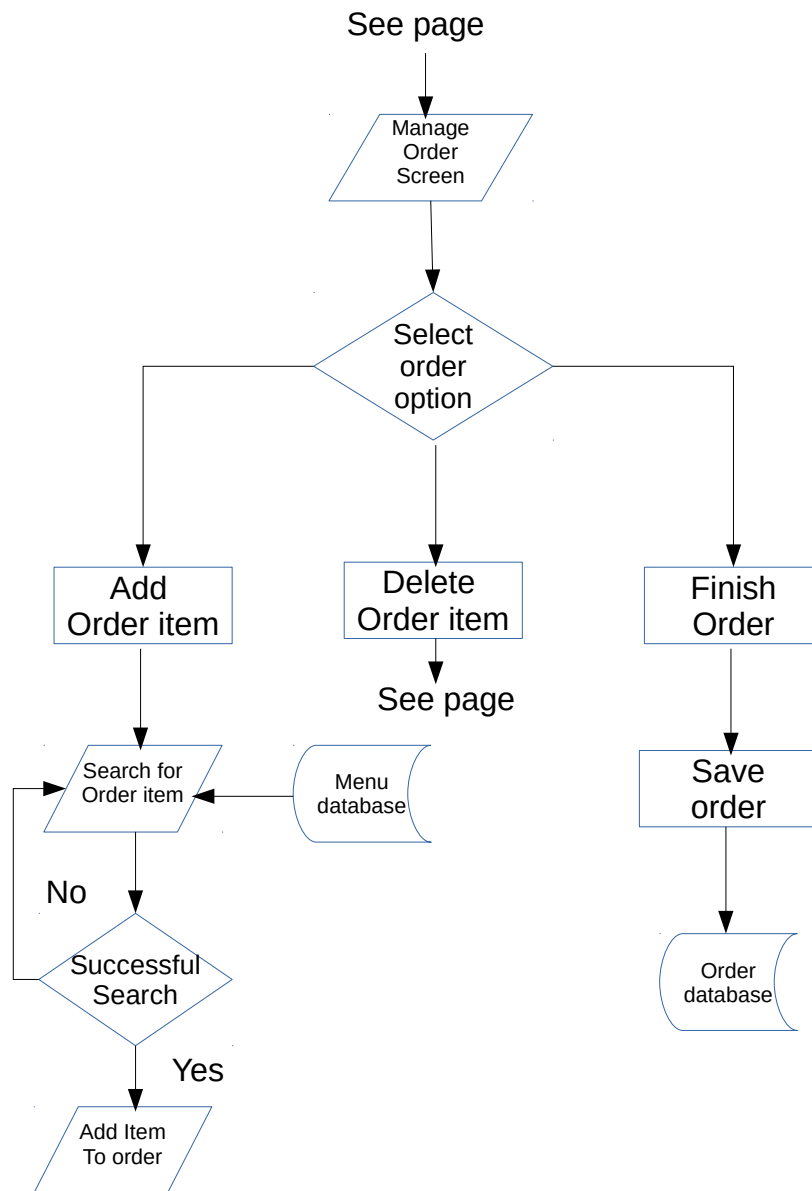 See page
Manage
Order
Screen
Select
order
option
Add
Order item
Delete
Order item
Finish
Order
See page
Search for
Order item
Menu
database
Save
order
No
Successful
Search
Order
database
Yes
Add Item
To order